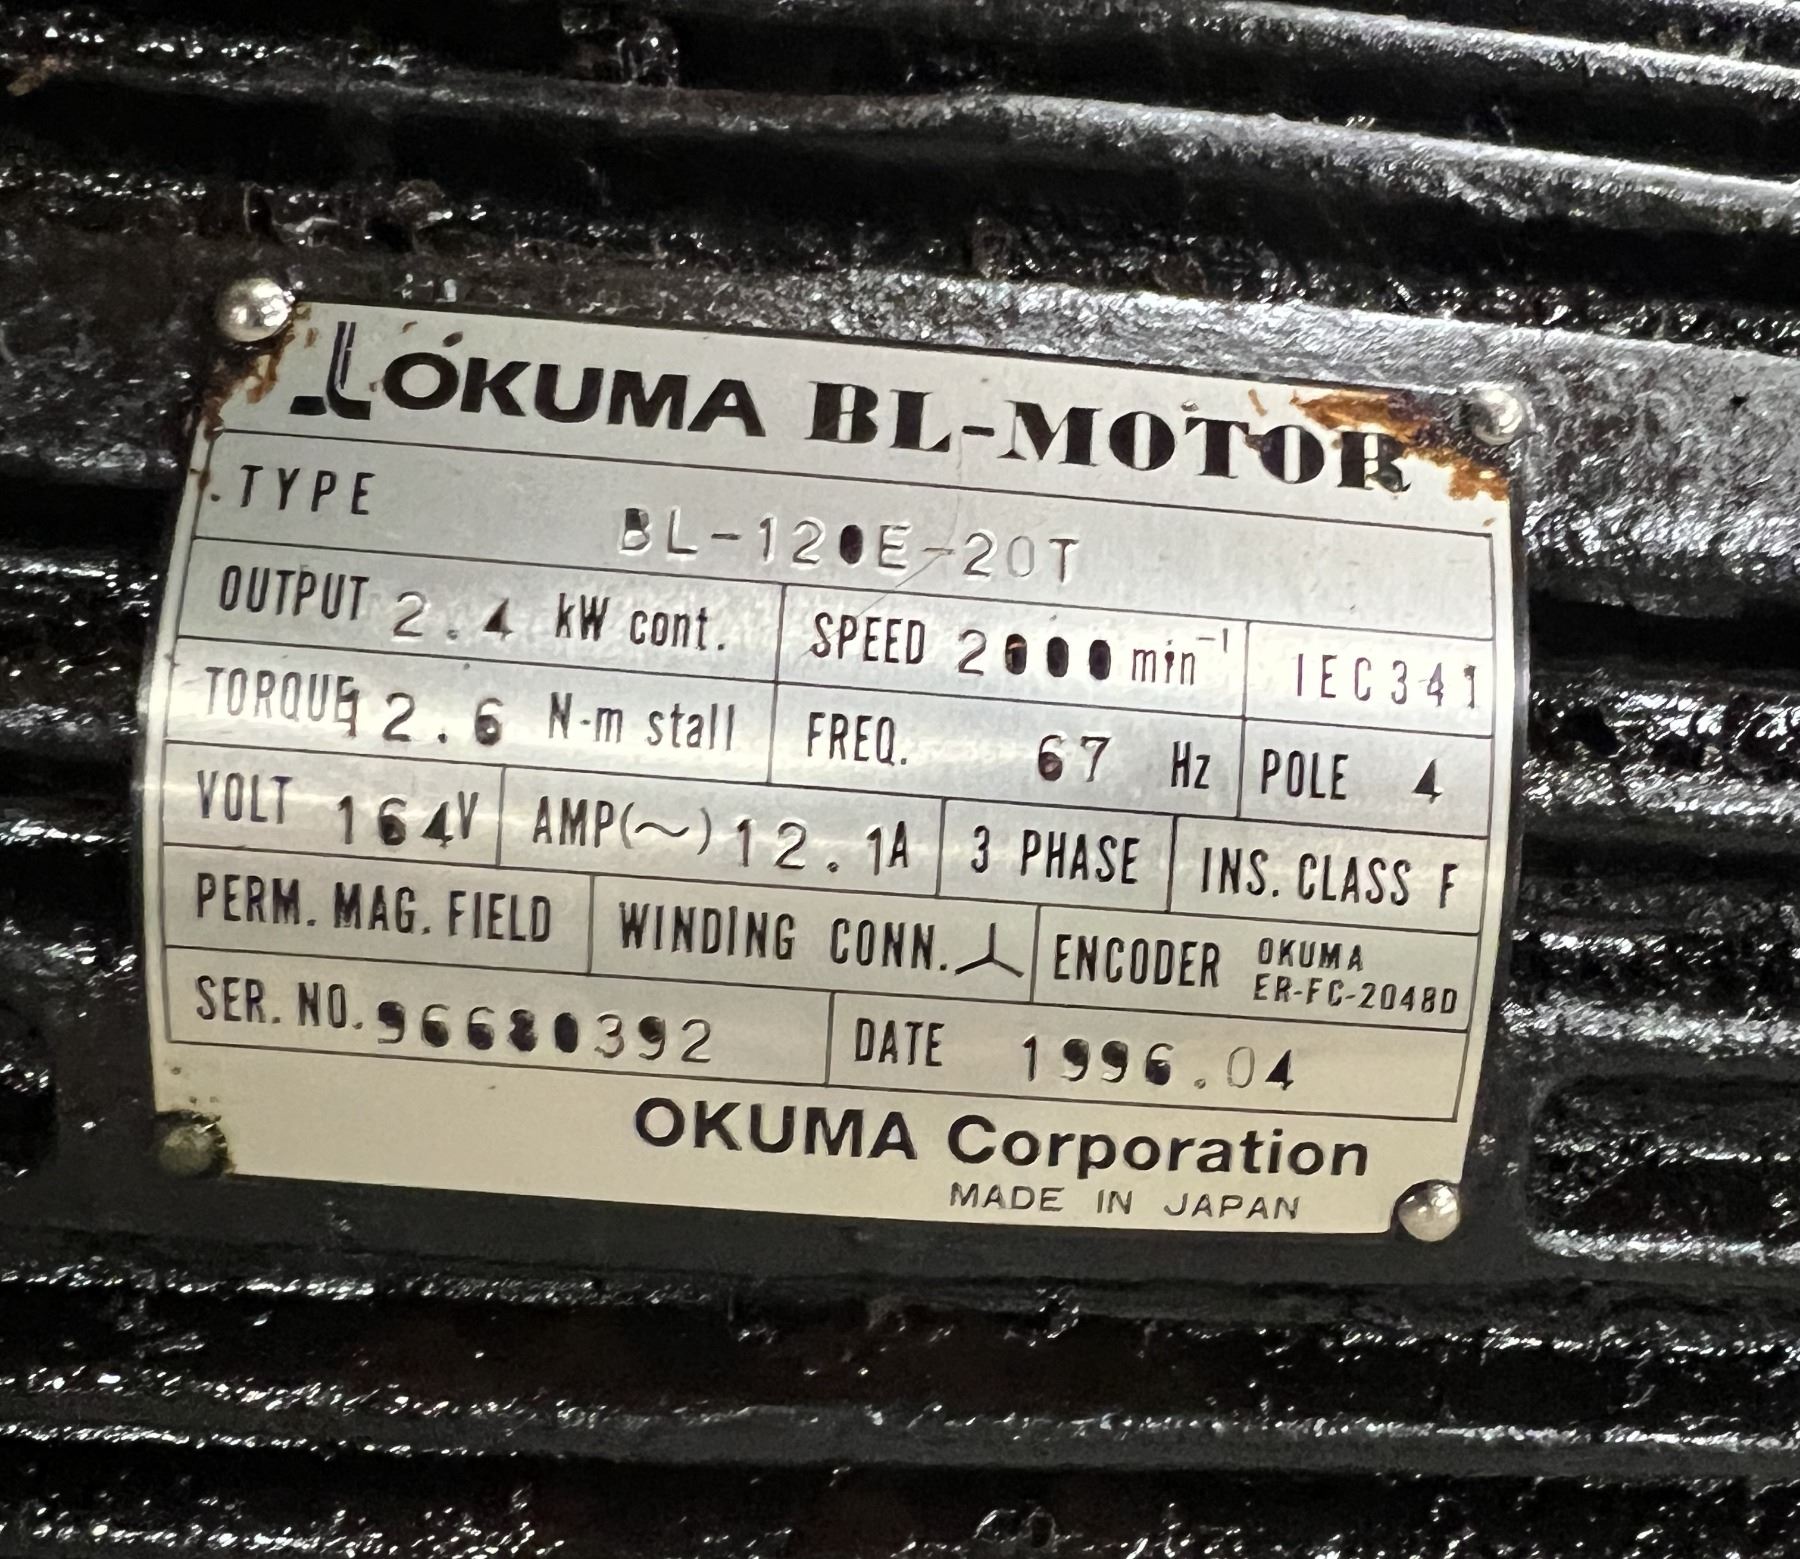 OKUMA BL-MOTOR
TYPE BL-120E-20T
OUTPUT 2.4 kW cont. SPEED 2000 min⁻¹ IEC341
TORQUE 12.6 N-m stall FREQ. 67 Hz POLE 4
VOLT 164V AMP(~) 12.1A 3 PHASE INS. CLASS F
PERM. MAG. FIELD WINDING CONN. ENCODER OKUMA
ER-FC-2048D
SER. NO. 96680392 DATE 1996.04
OKUMA Corporation
MADE IN JAPAN